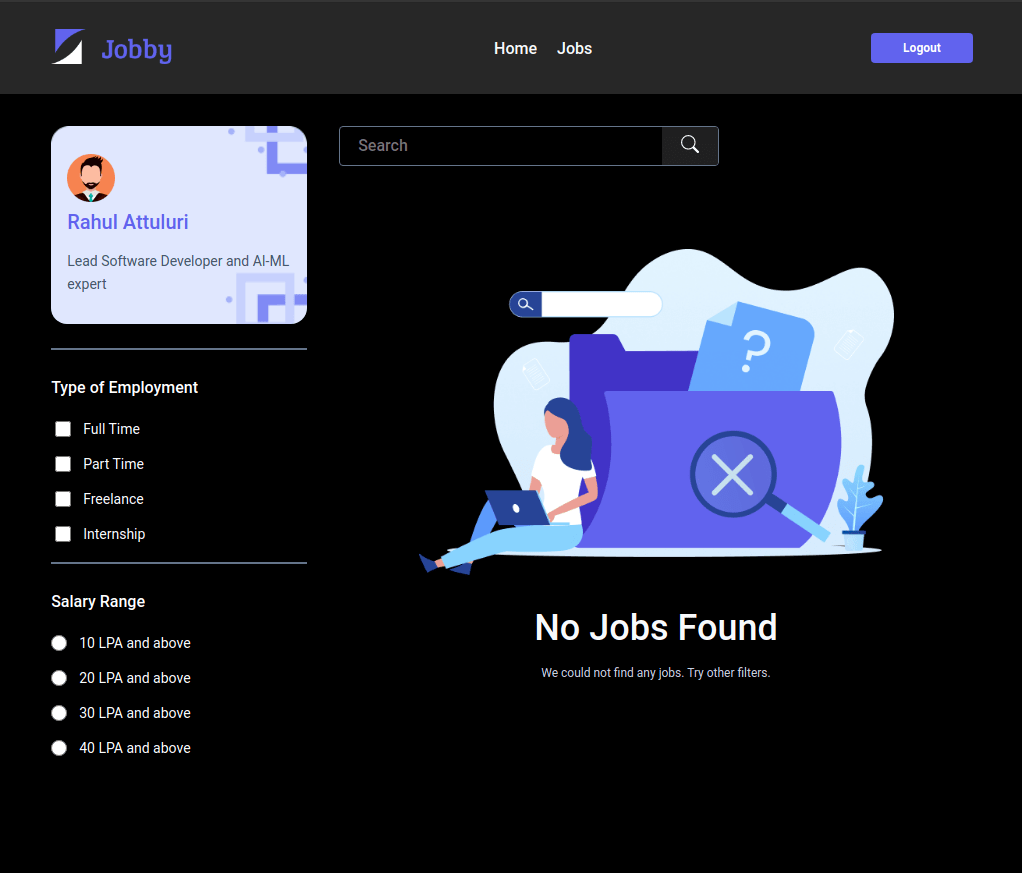 Jobby
Home Jobs
Logout
Rahul Attuluri
Lead Software Developer and AI-ML
expert
Search
Type of Employment
Full Time
Part Time
Freelance
Internship
Salary Range
10 LPA and above
20 LPA and above
30 LPA and above
40 LPA and above
?
No Jobs Found
We could not find any jobs. Try other filters.